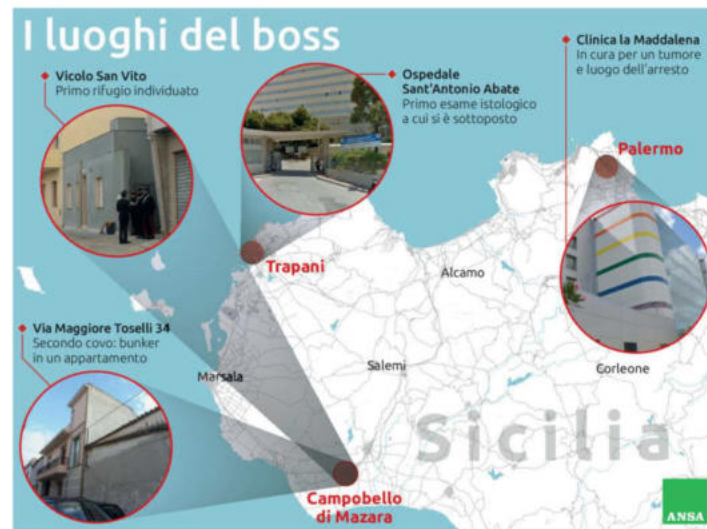 I luoghi del boss
Vicolo San Vito
Primo rifugio individuato
Ospedale
Sant'Antonio Abate
Primo esame istologico
a cui si è sottoposto
Clinica la Maddalena
In cura per un tumore
e luogo dell'arresto
Palermo
Trapani
Alcamo
Via Maggiore Toselli 34
Secondo covo: bunker
in un appartamento
Marsala
Salemi
Corleone
Sicilia
Campobello
di Mazara
ANSA